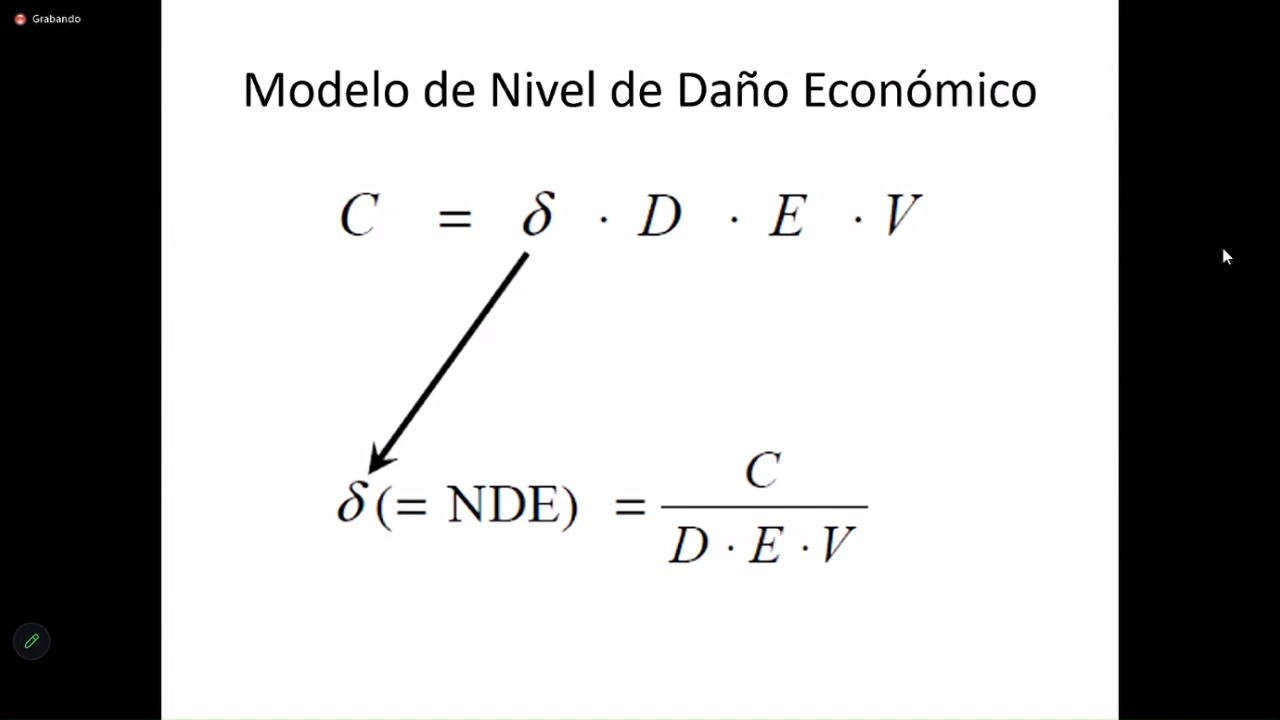 Grabando
Modelo de Nivel de Daño Económico
C = δ · D · E · V
δ (= NDE) = C / D · E · V